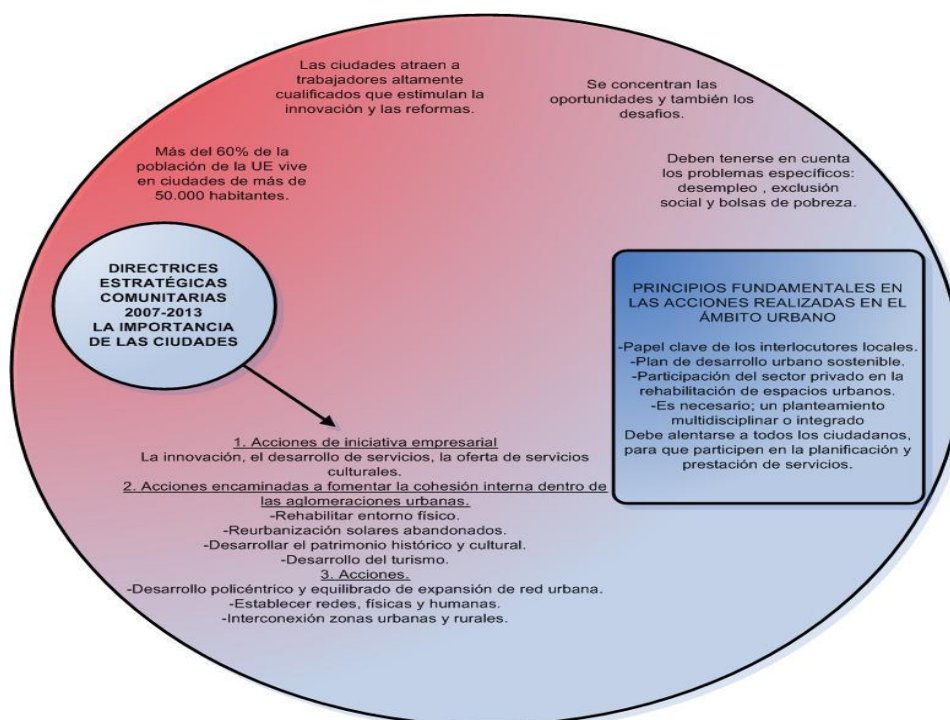 Las ciudades atraen a
trabajadores altamente
cualificados que estimulan la
innovación y las reformas.
Se concentran las
oportunidades y también los
desafios.
Más del 60% de la
población de la UE vive
en ciudades de más de
50.000 habitantes.
Deben tenerse en cuenta
los problemas específicos:
desempleo , exclusión
social y bolsas de pobreza.
DIRECTRICES
ESTRATÉGICAS
COMUNITARIAS
2007-2013
LA IMPORTANCIA
DE LAS CIUDADES
PRINCIPIOS FUNDAMENTALES EN
LAS ACCIONES REALIZADAS EN EL
ÁMBITO URBANO
-Papel clave de los interlocutores locales.
-Plan de desarrollo urbano sostenible.
-Participación del sector privado en la
rehabilitación de espacios urbanos.
-Es necesario; un planteamiento
multidisciplinar o integrado
Debe alentarse a todos los ciudadanos,
para que participen en la planificación y
prestación de servicios.
1. Acciones de iniciativa empresarial
La innovación, el desarrollo de servicios, la oferta de servicios
culturales.
2. Acciones encaminadas a fomentar la cohesión interna dentro de
las aglomeraciones urbanas.
-Rehabilitar entorno físico.
-Reurbanización solares abandonados.
-Desarrollar el patrimonio histórico y cultural.
-Desarrollo del turismo.
3. Acciones.
-Desarrollo policéntrico y equilibrado de expansión de red urbana.
-Establecer redes, físicas y humanas.
-Interconexión zonas urbanas y rurales.